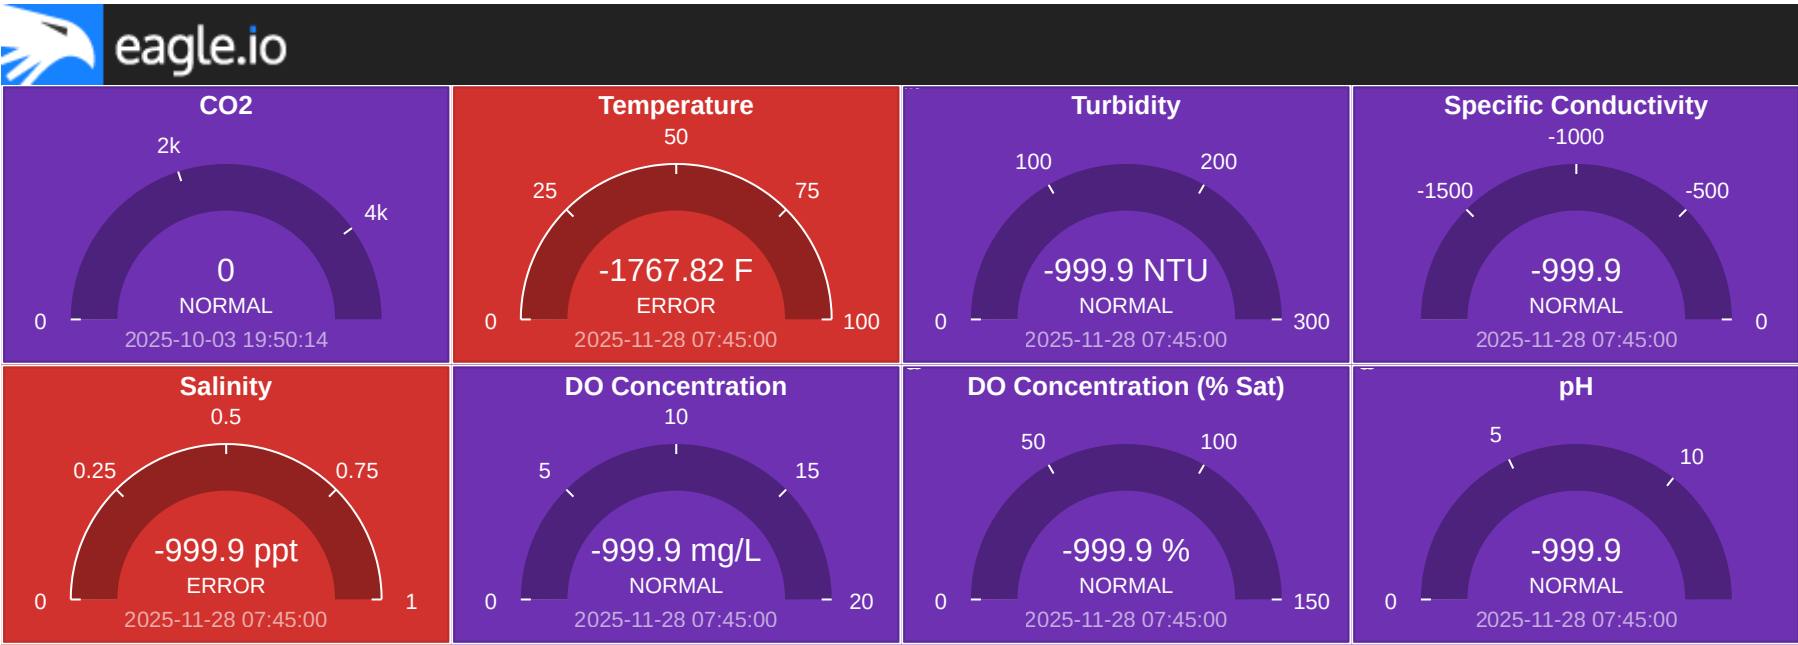 eagle.io
CO2
2k
4k
0
0
NORMAL
2025-10-03 19:50:14
Temperature
50
25
75
-1767.82 F
ERROR
0
100
2025-11-28 07:45:00
Turbidity
100
200
-999.9 NTU
NORMAL
0
300
2025-11-28 07:45:00
Specific Conductivity
-1000
-1500
-500
-999.9
NORMAL
0
2025-11-28 07:45:00
Salinity
0.5
0.25
0.75
-999.9 ppt
ERROR
0
1
2025-11-28 07:45:00
DO Concentration
10
5
15
-999.9 mg/L
NORMAL
0
20
2025-11-28 07:45:00
DO Concentration (% Sat)
50
100
-999.9 %
NORMAL
0
150
2025-11-28 07:45:00
pH
5
10
-999.9
NORMAL
0
2025-11-28 07:45:00